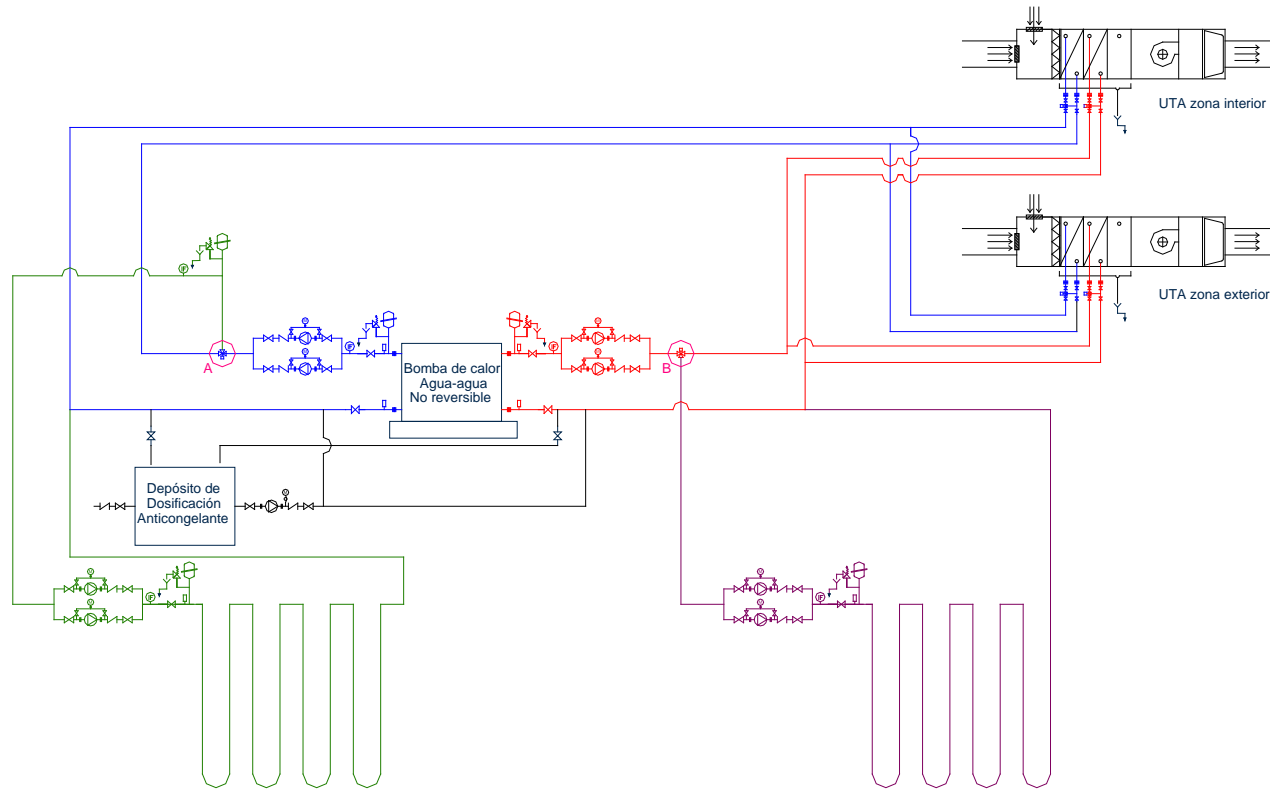 UTA zona interior
UTA zona exterior
A
B
Bomba de calor
Agua-agua
No reversible
Depósito de
Dosificación
Anticongelante